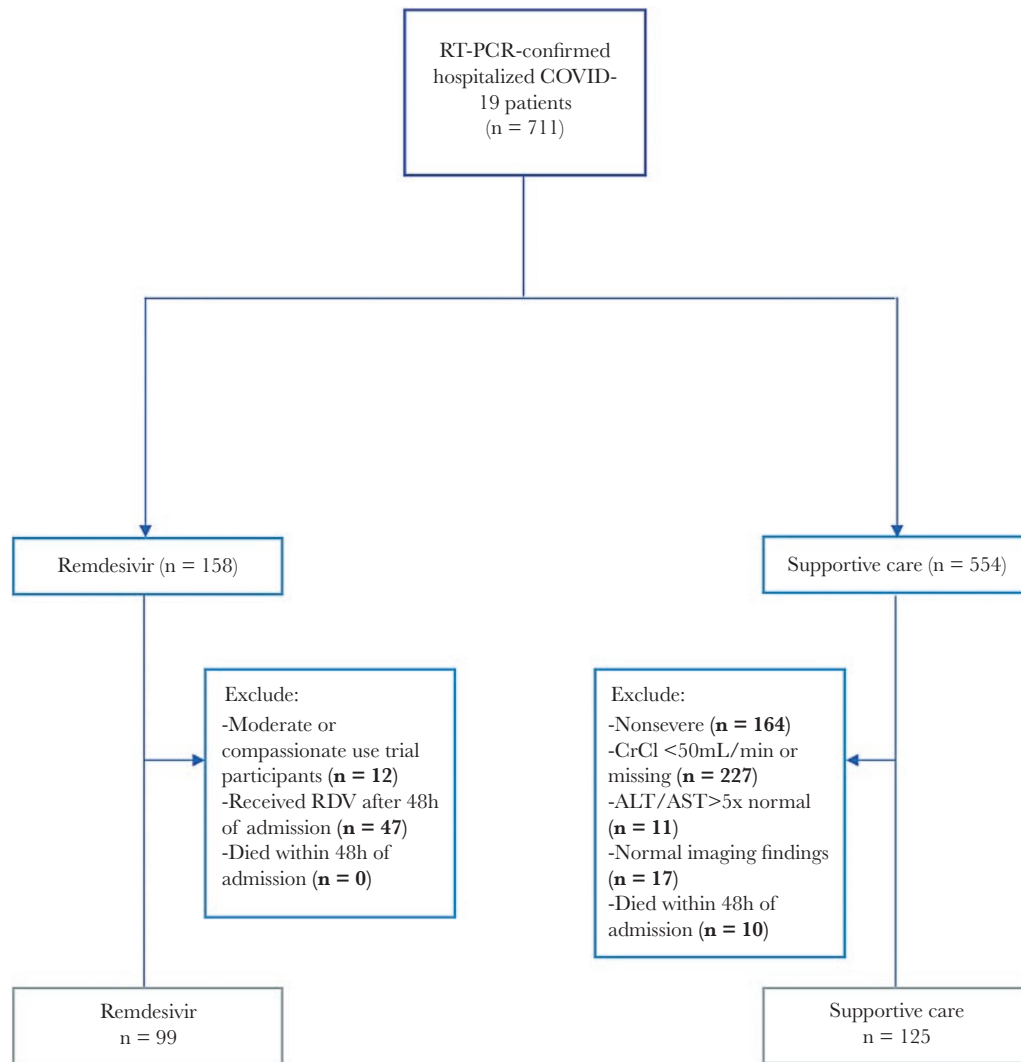 RT-PCR-confirmed
hospitalized COVID-
19 patients
(n = 711)
Remdesivir (n = 158)
Supportive care (n = 554)
Exclude:
-Moderate or
compassionate use trial
participants (n = 12)
-Received RDV after 48h
of admission (n = 47)
-Died within 48h of
admission (n = 0)
Exclude:
-Nonsevere (n = 164)
-CrCl <50mL/min or
missing (n = 227)
-ALT/AST>5x normal
(n = 11)
-Normal imaging findings
(n = 17)
-Died within 48h of
admission (n = 10)
Remdesivir
n = 99
Supportive care
n = 125